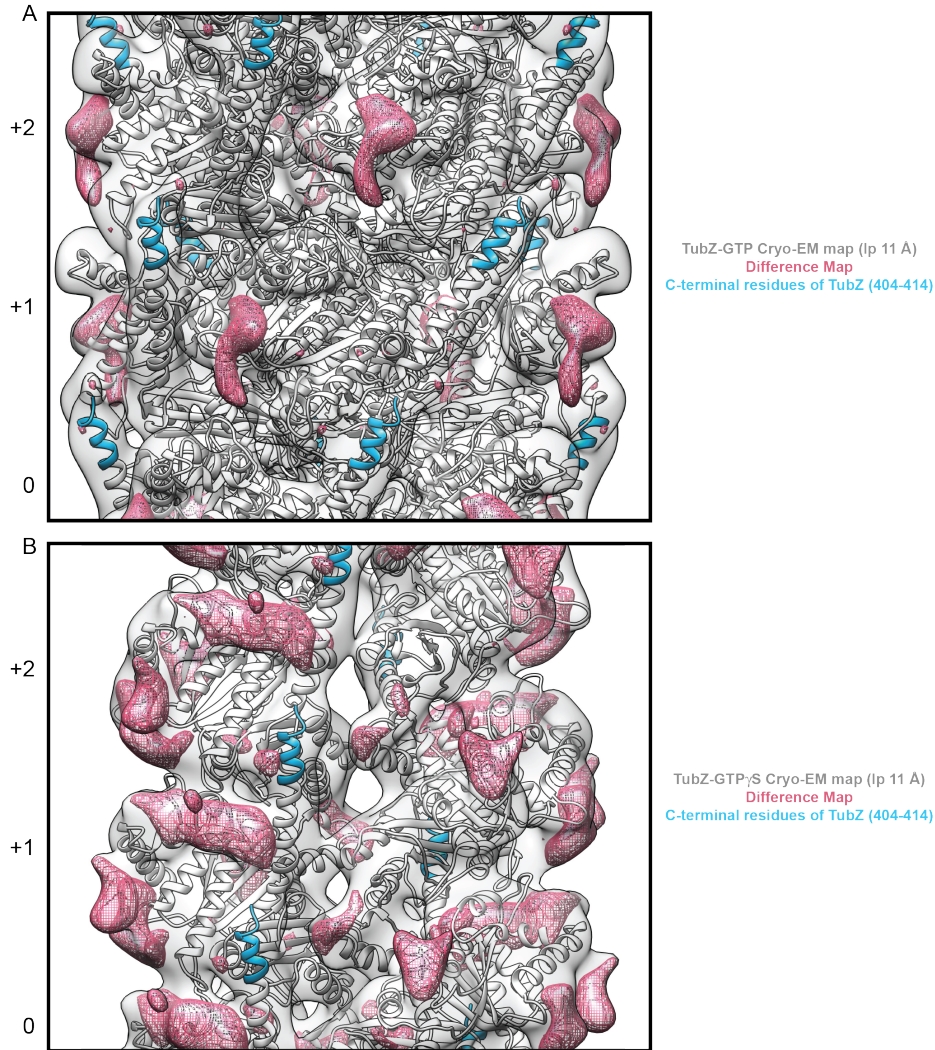 A
+2
+1
0
TubZ-GTP Cryo-EM map (lp 11 Å)
Difference Map
C-terminal residues of TubZ (404-414)
B
+2
+1
0
TubZ-GTPγS Cryo-EM map (lp 11 Å)
Difference Map
C-terminal residues of TubZ (404-414)